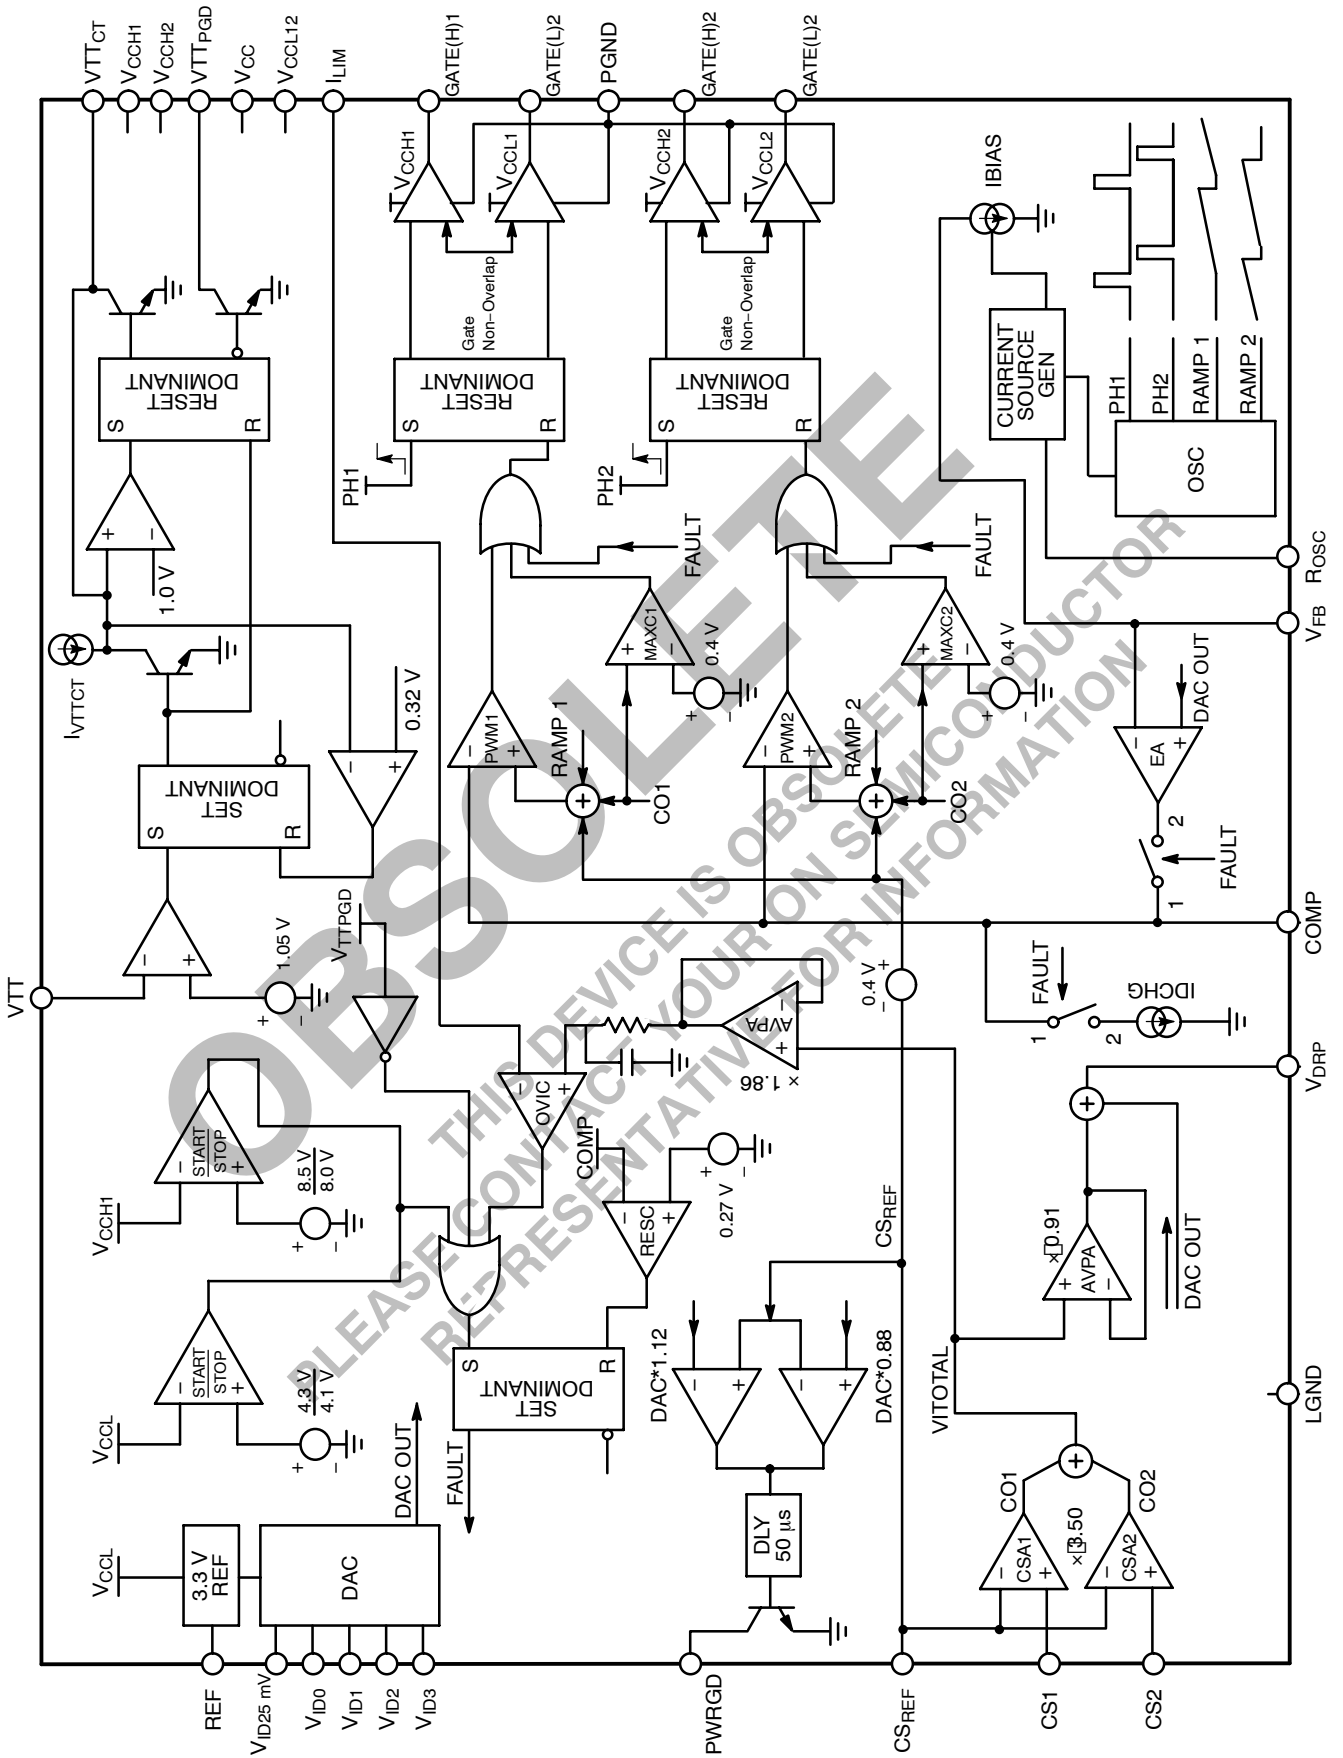 VTT
VTTCT
VCCH1
VCCH2
VTTPGD
VCC
VCCL12
ILIM
GATE(H)1
GATE(L)2
PGND
GATE(H)2
GATE(L)2
REF
VID25 mV
VID0
VID1
VID2
VID3
PWRGD
CSREF
CS1
CS2
LGND
VDRP
COMP
VFB
ROSC
VCCL
3.3 V
REF
DAC
DAC OUT
VCCL
START
STOP
−
+
4.3 V
4.1 V
+
−
VCCH1
START
STOP
−
+
8.5 V
8.0 V
+
−
−
+
1.05 V
+
−
VTTPGD
S
R
SET
DOMINANT
−
+
0.32 V
IVTTCT
+
−
1.0 V
S
R
RESET
DOMINANT
FAULT
S
R
SET
DOMINANT
OVIC
−
+
COMP
RESC
−
+
0.27 V
+
−
× 1.86
AVPA
+
−
PH1
S
R
RESET
DOMINANT
Gate
Non−Overlap
VCCH1
VCCL1
PWM1
−
+
RAMP 1
+
CO1
MAXC1
+
−
0.4 V
+
−
FAULT
PH2
S
R
RESET
DOMINANT
Gate
Non−Overlap
VCCH2
VCCL2
PWM2
−
+
RAMP 2
+
CO2
MAXC2
+
−
0.4 V
+
−
FAULT
DLY
50 µs
DAC*1.12
−
+
DAC*0.88
−
+
CSREF
0.4 V
−
+
VITOTAL
CSA1
−
+
CO1
×□3.50
CSA2
−
+
CO2
+
×□0.91
AVPA
+
−
+
DAC OUT
FAULT
1
2
IDCHG
EA
−
+
DAC OUT
1
2
FAULT
IBIAS
CURRENT
SOURCE
GEN
OSC
PH1
PH2
RAMP 1
RAMP 2
OBSOLETE
THIS DEVICE IS OBSOLETE
PLEASE CONTACT YOUR ON SEMICONDUCTOR
REPRESENTATIVE FOR INFORMATION